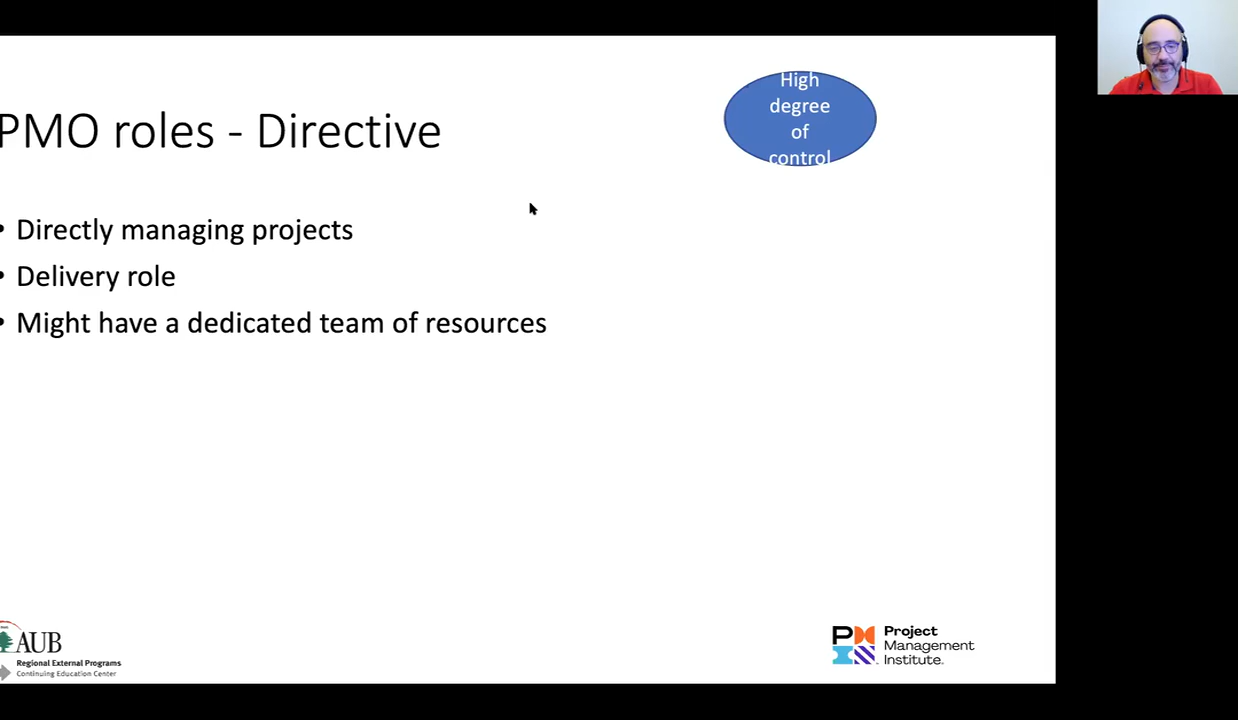 High
degree
of
control
PMO roles - Directive
• Directly managing projects
• Delivery role
• Might have a dedicated team of resources
AUB
Regional External Programs
Continuing Education Center
Project
Management
Institute.